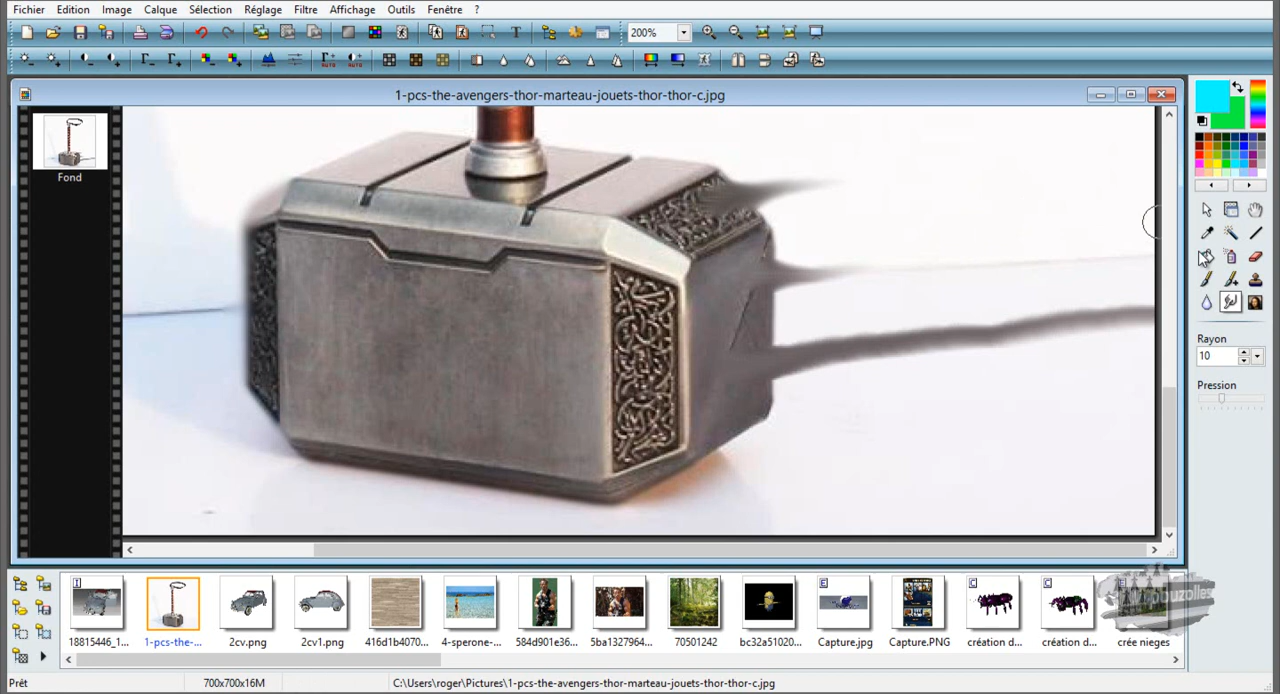 Fichier Edition Image Calque Sélection Réglage Filtre Affichage Outils Fenêtre ?
200%
1-pcs-the-avengers-thor-marteau-jouets-thor-thor-c.jpg
Fond
Rayon
10
Pression
18815446_1... 1-pcs-the-... 2cv.png 2cv1.png 416d1b4070... 4-sperone-... 584d901e36... 5ba1327964... 70501242 bc32a51020... Capture.jpg Capture.PNG création d... création d... crée nieges
Prêt 700x700x16M C:\Users\roger\Pictures\1-pcs-the-avengers-thor-marteau-jouets-thor-thor-c.jpg